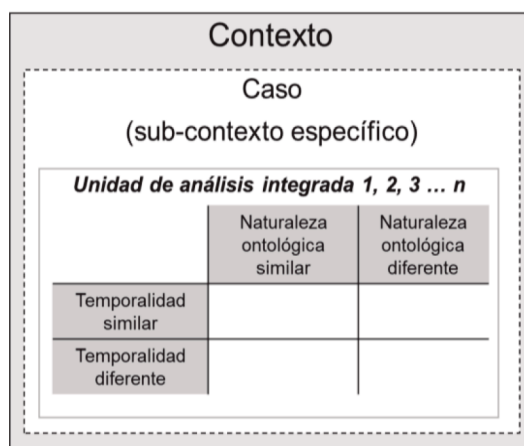 Contexto
Caso
(sub-contexto específico)
Unidad de análisis integrada 1, 2, 3 ... n
Naturaleza
ontológica
similar
Naturaleza
ontológica
diferente
Temporalidad
similar
Temporalidad
diferente